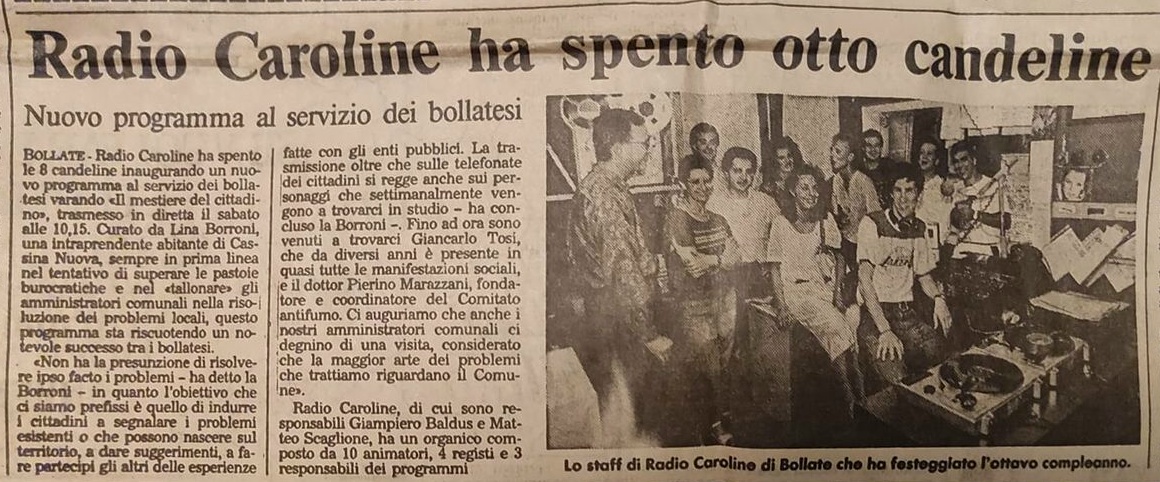 Radio Caroline ha spento otto candeline
Nuovo programma al servizio dei bollatesi
BOLLATE - Radio Caroline ha spento
le 8 candeline inaugurando un nuo-
vo programma al servizio dei bolla-
tesi varando «Il mestiere del cittadi-
no», trasmesso in diretta il sabato
alle 10,15. Curato da Lina Borroni,
una intraprendente abitante di Cas-
sina Nuova, sempre in prima linea
nel tentativo di superare le pastoie
burocratiche e nel «tallonare» gli
amministratori comunali nella riso-
luzione dei problemi locali, questo
programma sta riscuotendo un no-
tevole successo tra i bollatesi.
«Non ha la presunzione di risolve-
re ipso facto i problemi - ha detto la
Borroni - in quanto l'obiettivo che
ci siamo prefissi è quello di indurre
i cittadini a segnalare i problemi
esistenti o che possono nascere sul
territorio, a dare suggerimenti, a fa-
re partecipi gli altri delle esperienze
fatte con gli enti pubblici. La tra-
smissione oltre che sulle telefonate
dei cittadini si regge anche sui per-
sonaggi che settimanalmente ven-
gono a trovarci in studio - ha con-
cluso la Borroni -. Fino ad ora sono
venuti a trovarci Giancarlo Tosi,
che da diversi anni è presente in
quasi tutte le manifestazioni sociali,
e il dottor Pierino Marazzani, fonda-
tore e coordinatore del Comitato
antifumo. Ci auguriamo che anche i
nostri amministratori comunali ci
degnino di una visita, considerato
che la maggior arte dei problemi
che trattiamo riguardano il Comu-
ne».
Radio Caroline, di cui sono re-
sponsabili Giampiero Baldus e Mat-
teo Scaglione, ha un organico com-
posto da 10 animatori, 4 registi e 3
responsabili dei programmi
Lo staff di Radio Caroline di Bollate che ha festeggiato l'ottavo compleanno.